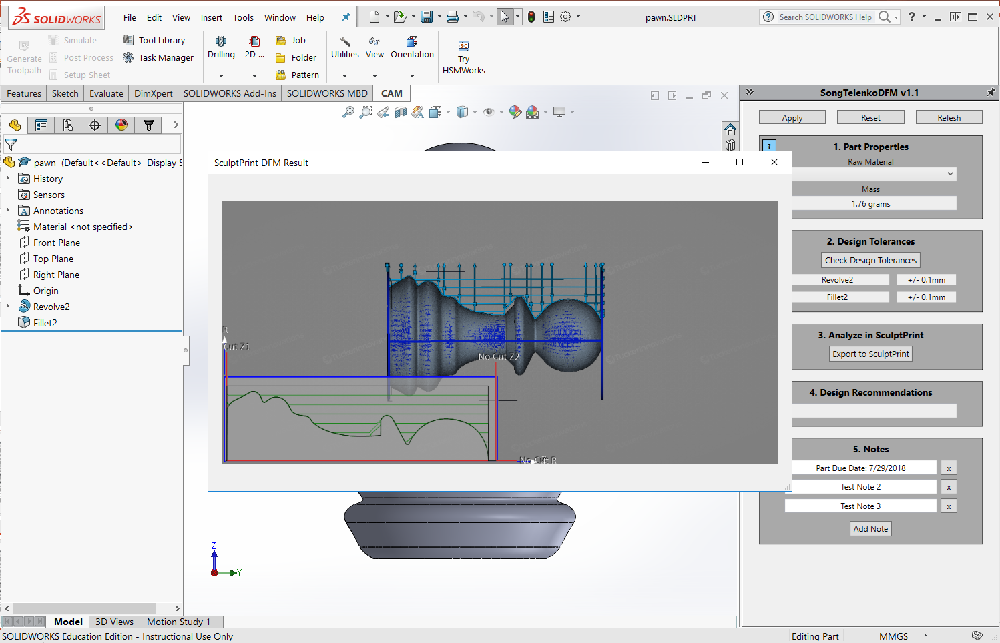 SOLIDWORKS
File Edit View Insert Tools Window Help
pawn.SLDPRT
Search SOLIDWORKS Help
Generate Toolpath
Simulate
Post Process
Setup Sheet
Tool Library
Task Manager
Drilling
2D ...
Job
Folder
Pattern
Utilities
View
Orientation
Try
HSMWorks
Features Sketch Evaluate DimXpert SOLIDWORKS Add-Ins SOLIDWORKS MBD CAM
pawn (Default<<Default>_Display S
History
Sensors
Annotations
Material <not specified>
Front Plane
Top Plane
Right Plane
Origin
Revolve2
Fillet2
SculptPrint DFM Result
R
Cut Z1
No Cut Z2
No Cut R
Z
Z
Y
SongTelenkoDFM v1.1
Apply Reset Refesh
?
1. Part Properties
Raw Material
Mass
1.76 grams
2. Design Tolerances
Check Design Tolerances
Revolve2 +/- 0.1mm
Fillet2 +/- 0.1mm
3. Analyze in SculptPrint
Export to SculptPrint
4. Design Recommendations
5. Notes
Part Due Date: 7/29/2018 x
Test Note 2 x
Test Note 3 x
Add Note
Model 3D Views Motion Study 1
SOLIDWORKS Education Edition - Instructional Use Only
Editing Part MMGS